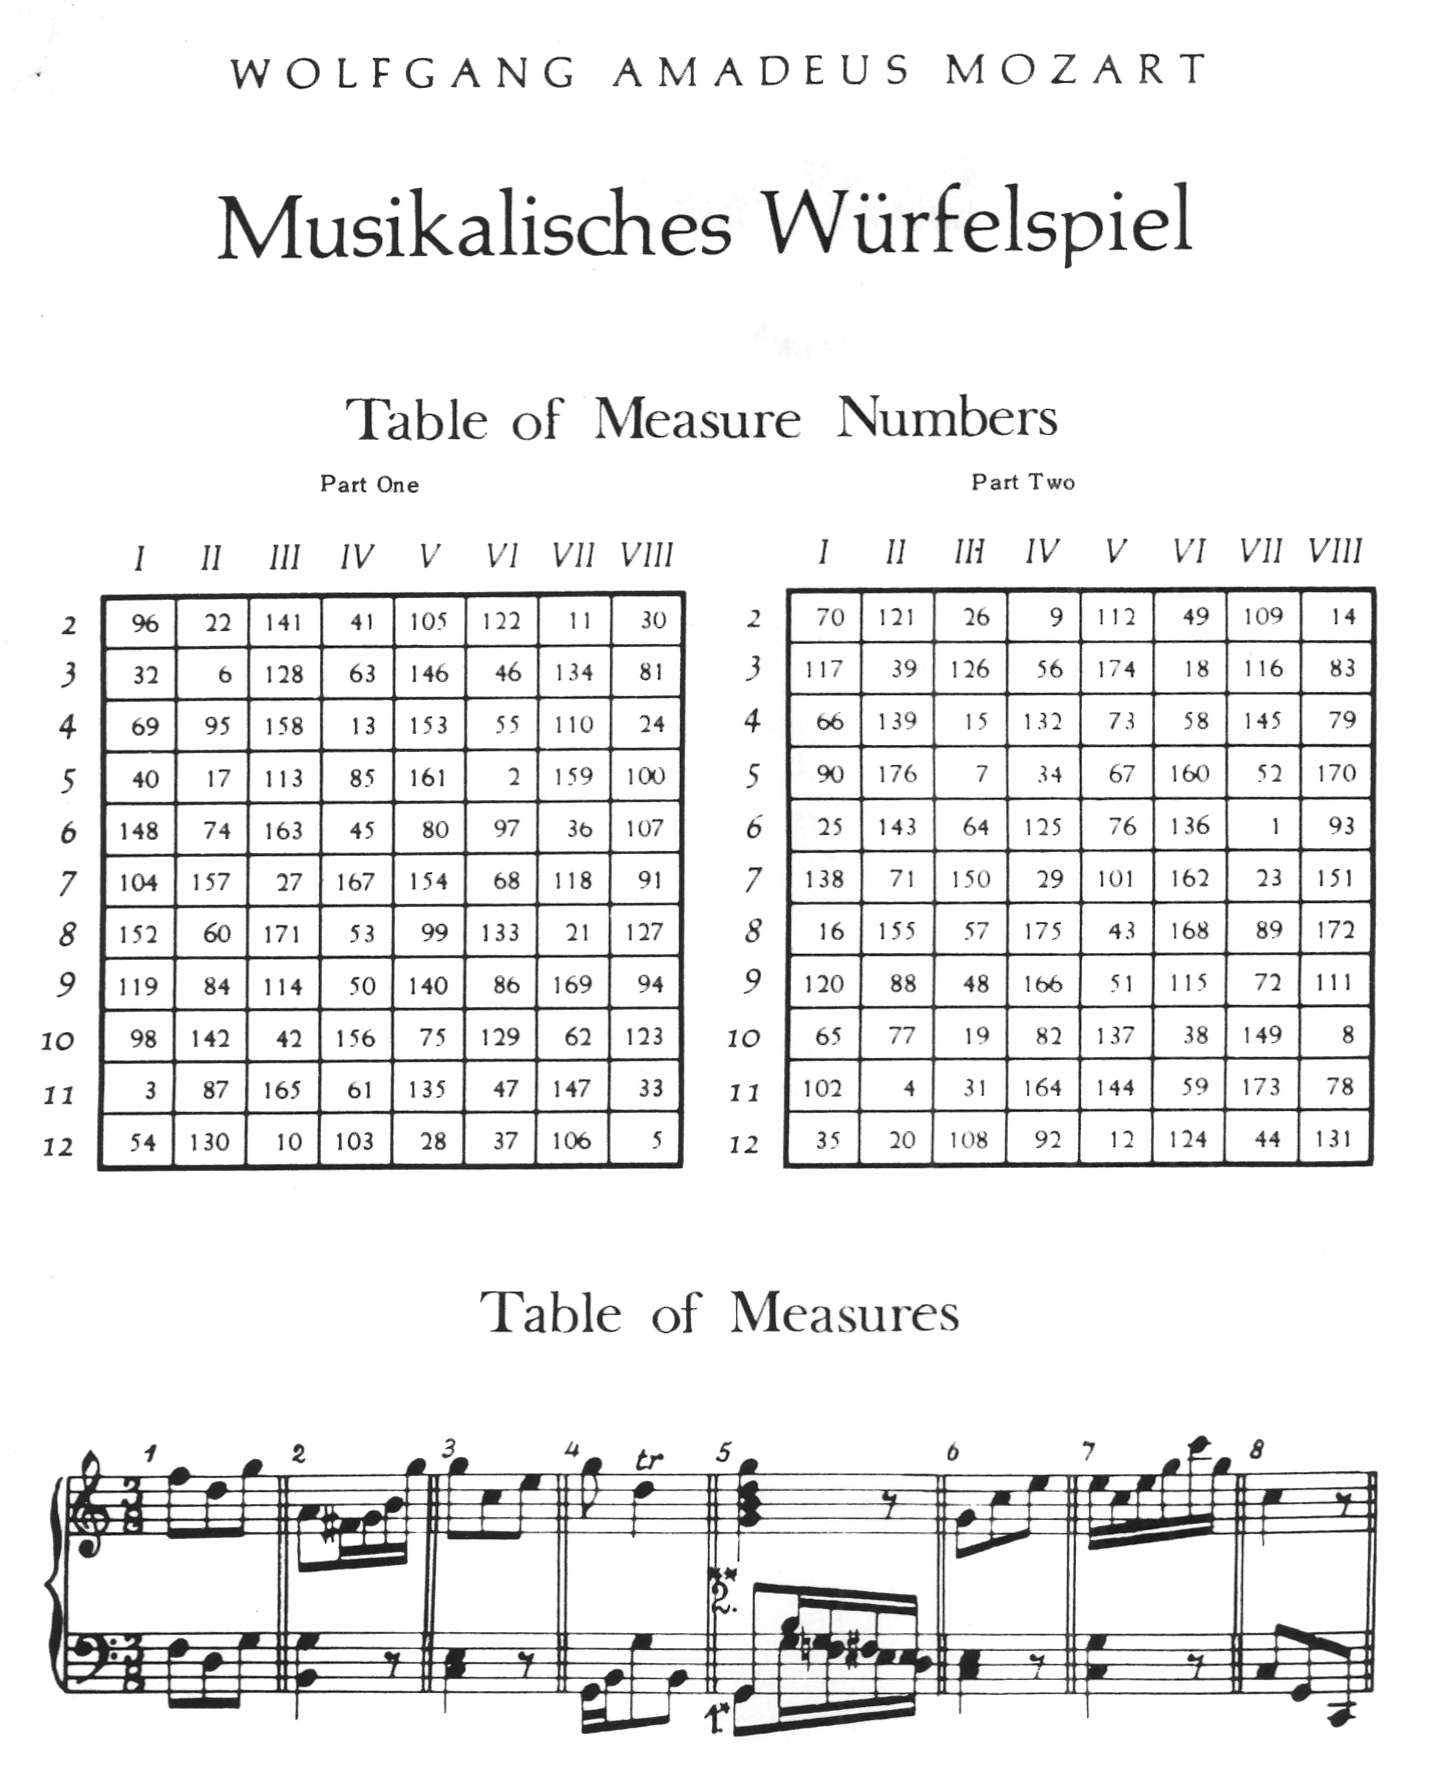 WOLFGANG AMADEUS MOZART
Musikalisches Würfelspiel
Table of Measure Numbers
Part One
I II III IV V VI VII VIII
2 96 22 141 41 105 122 11 30
3 32 6 128 63 146 46 134 81
4 69 95 158 13 153 55 110 24
5 40 17 113 85 161 2 159 100
6 148 74 163 45 80 97 36 107
7 104 157 27 167 154 68 118 91
8 152 60 171 53 99 133 21 127
9 119 84 114 50 140 86 169 94
10 98 142 42 156 75 129 62 123
11 3 87 165 61 135 47 147 33
12 54 130 10 103 28 37 106 5
Part Two
I II III IV V VI VII VIII
2 70 121 26 9 112 49 109 14
3 117 39 126 56 174 18 116 83
4 66 139 15 132 73 58 145 79
5 90 176 7 34 67 160 52 170
6 25 143 64 125 76 136 1 93
7 138 71 150 29 101 162 23 151
8 16 155 57 175 43 168 89 172
9 120 88 48 166 51 115 72 111
10 65 77 19 82 137 38 149 8
11 102 4 31 164 144 59 173 78
12 35 20 108 92 12 124 44 131
Table of Measures
1 2 3 4 tr 5 6 7 8
3/8
**
2.
3/8
1*